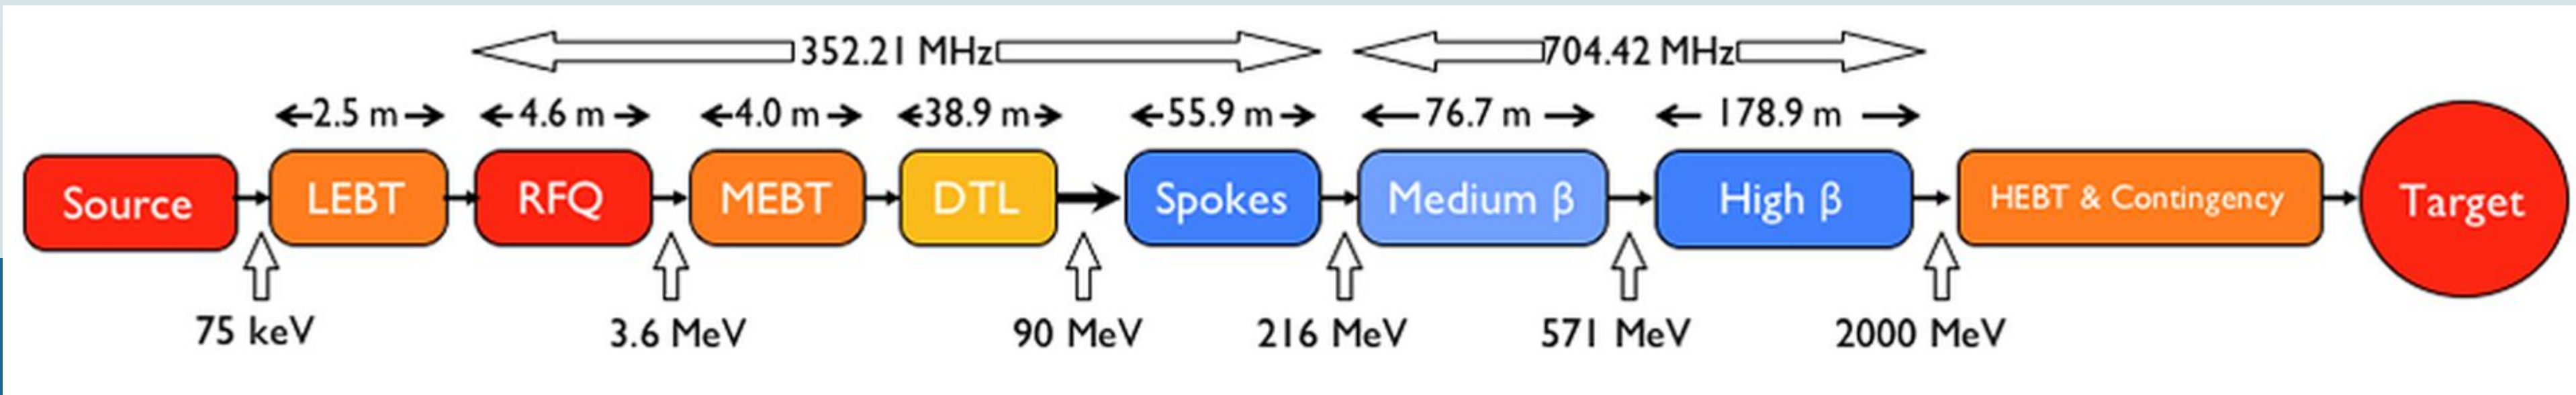 352.21 MHz 704.42 MHz
2.5 m 4.6 m 4.0 m 38.9 m 55.9 m 76.7 m 178.9 m
Source LEBT RFQ MEBT DTL Spokes Medium β High β HEBT & Contingency Target
75 keV 3.6 MeV 90 MeV 216 MeV 571 MeV 2000 MeV